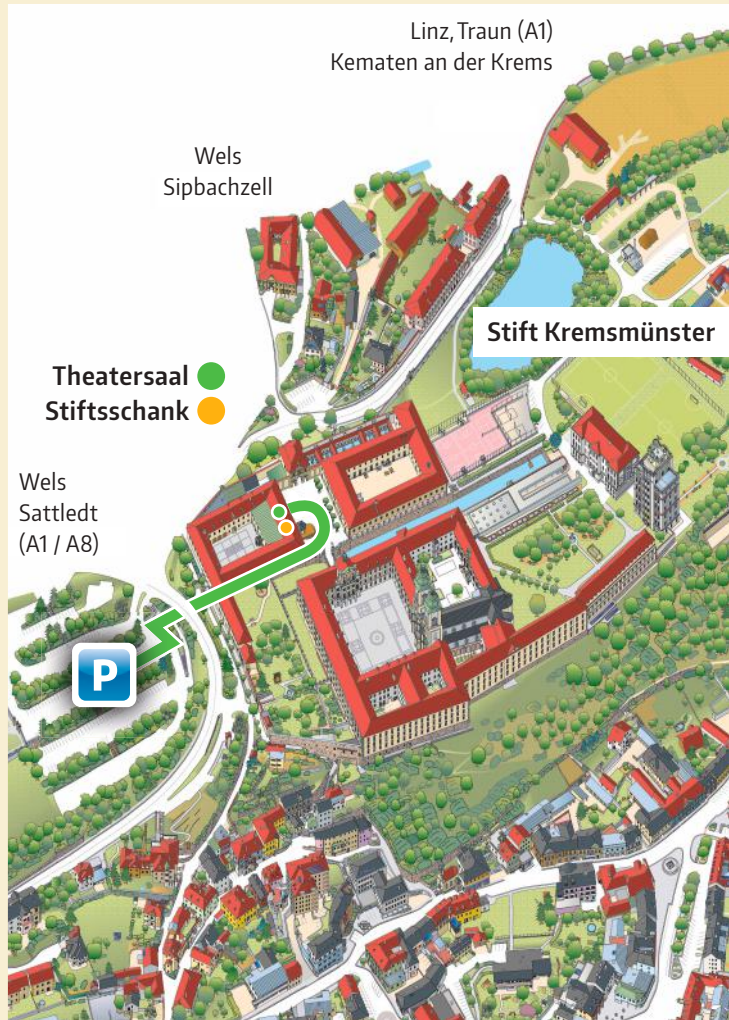 Linz, Traun (A1)
Kematen an der Krems
Wels
Sipbachzell
Stift Kremsmünster
Theatersaal
Stiftsschank
Wels
Sattledt
(A1 / A8)
P